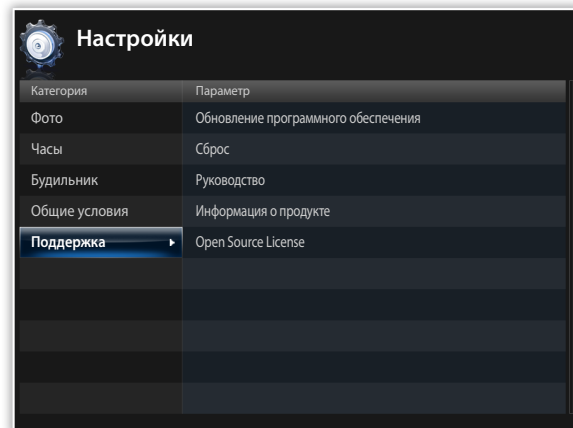 Настройки
Категория Параметр
Фото Обновление программного обеспечения
Часы Сброс
Будильник Руководство
Общие условия Информация о продукте
Поддержка Open Source License